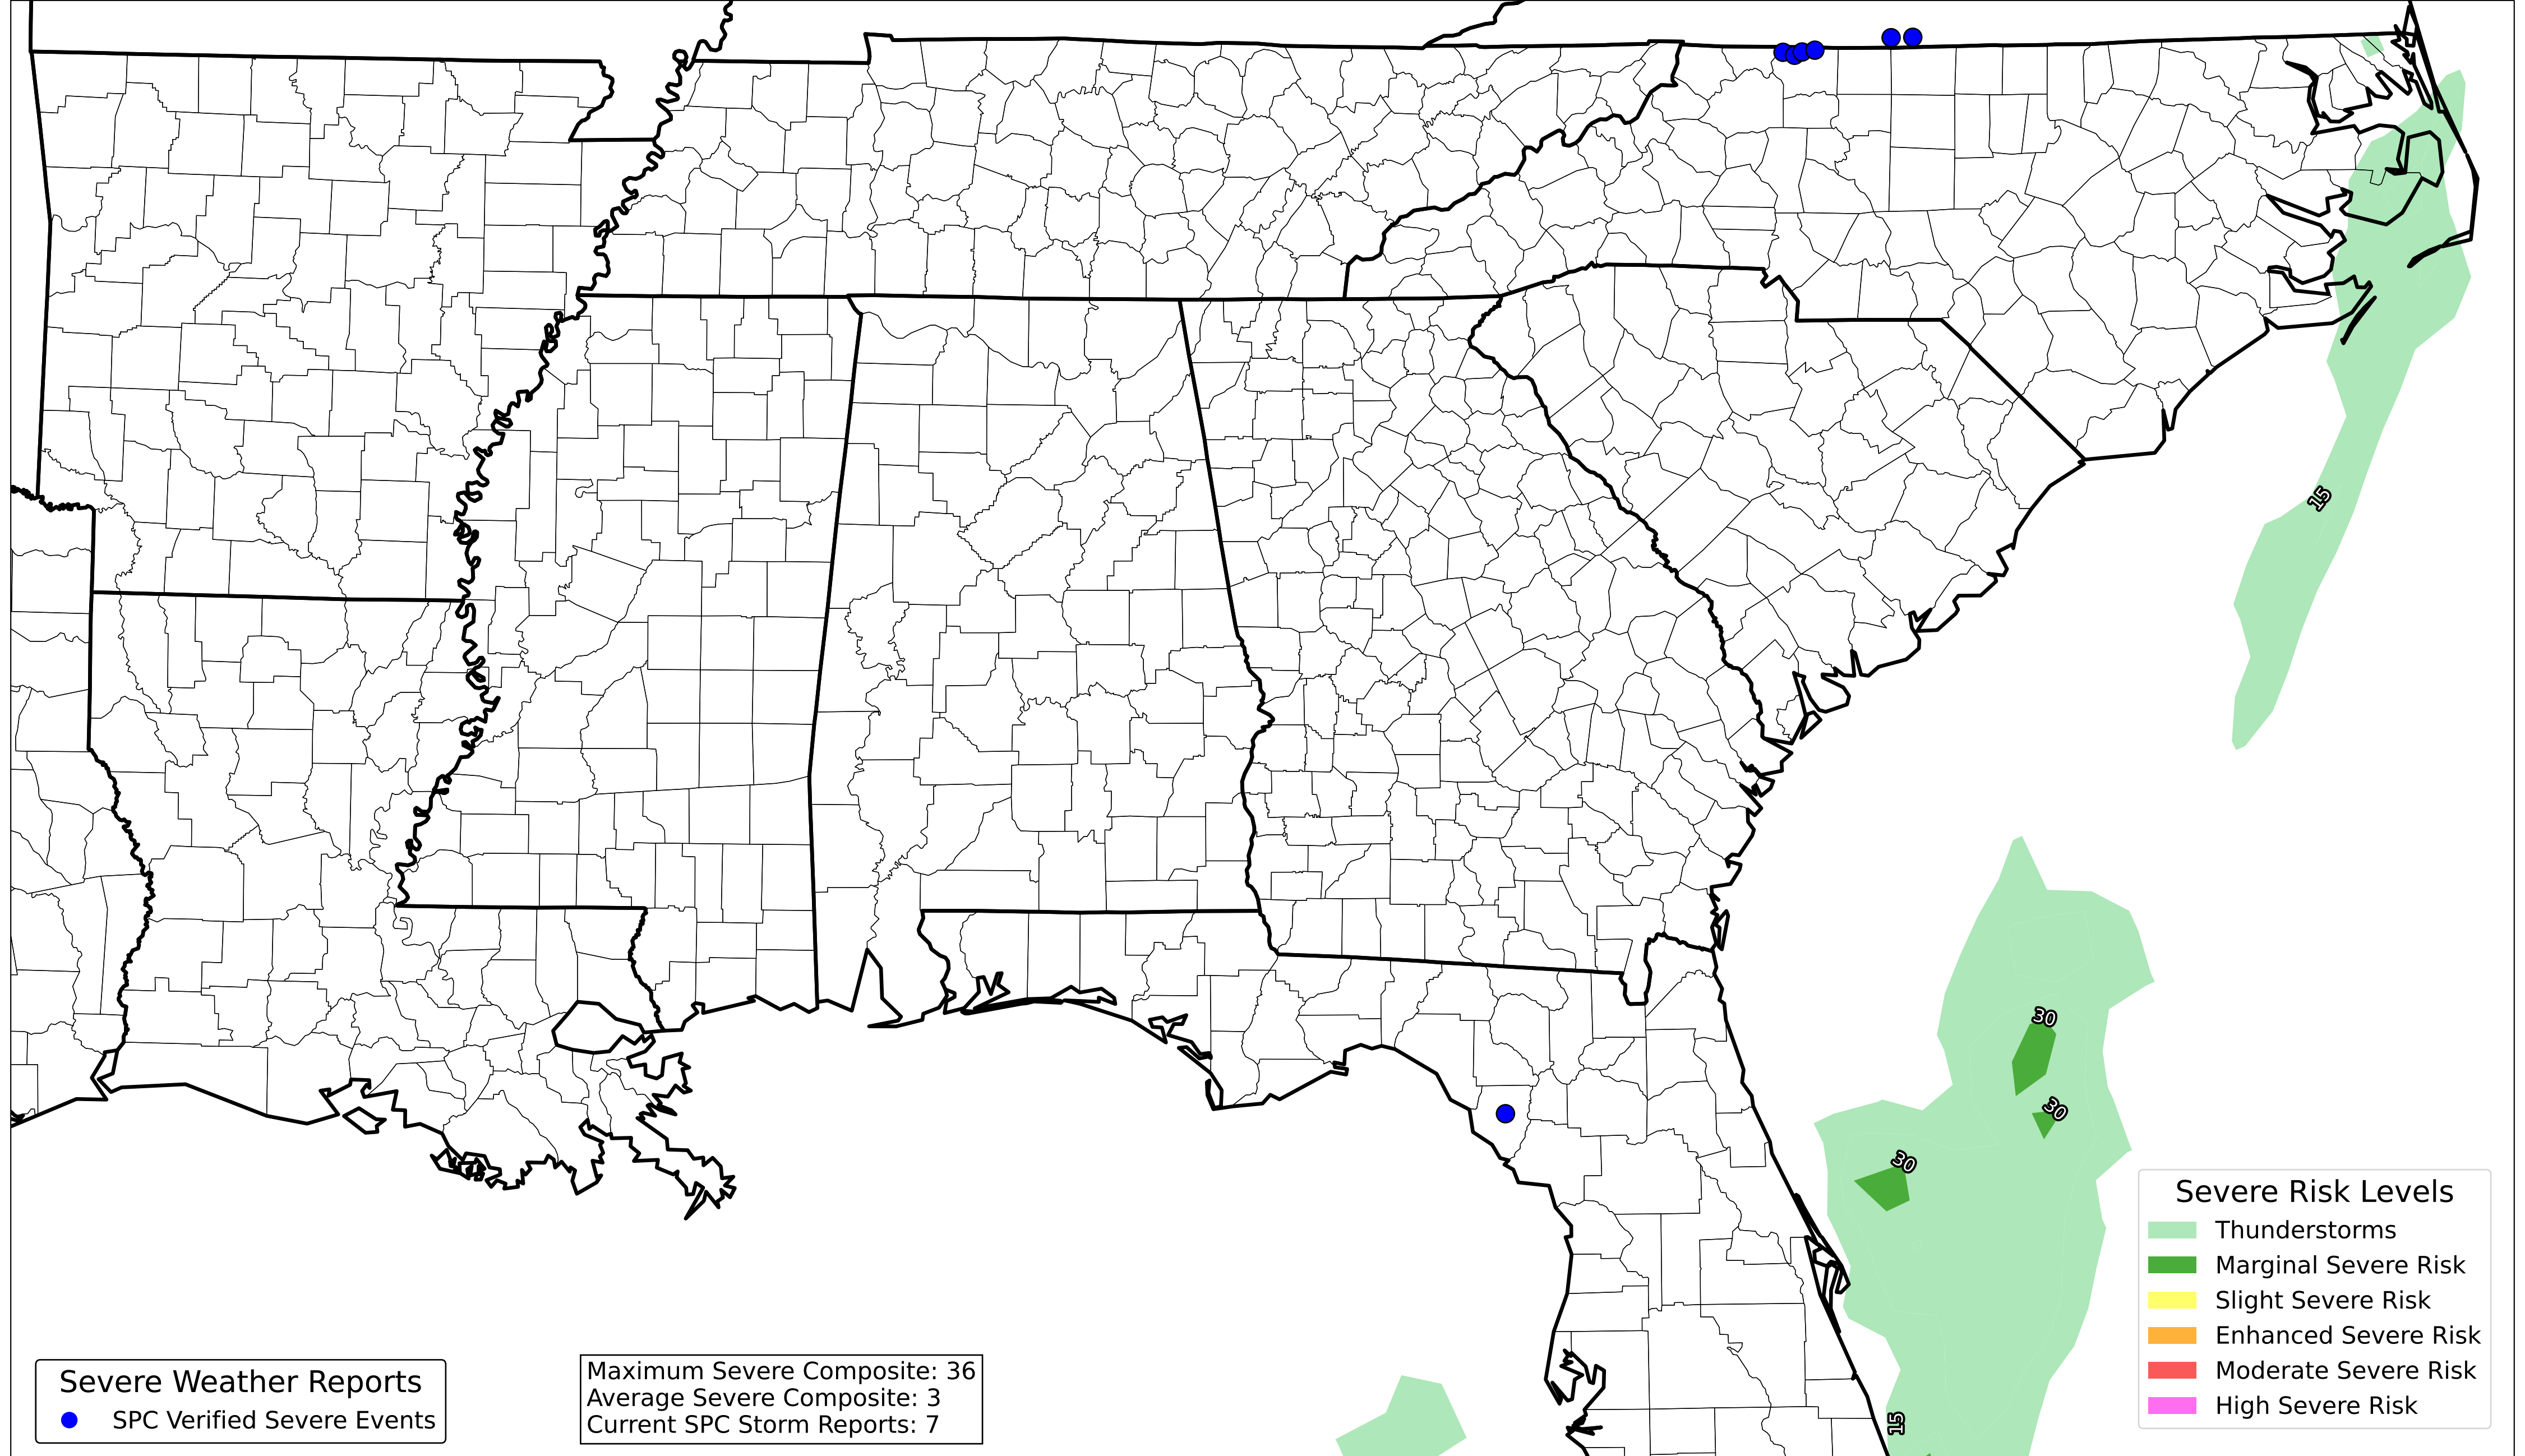 15
30
30
30
15
Severe Risk Levels
Thunderstorms
Marginal Severe Risk
Slight Severe Risk
Enhanced Severe Risk
Moderate Severe Risk
High Severe Risk
Severe Weather Reports
SPC Verified Severe Events
Maximum Severe Composite: 36
Average Severe Composite: 3
Current SPC Storm Reports: 7